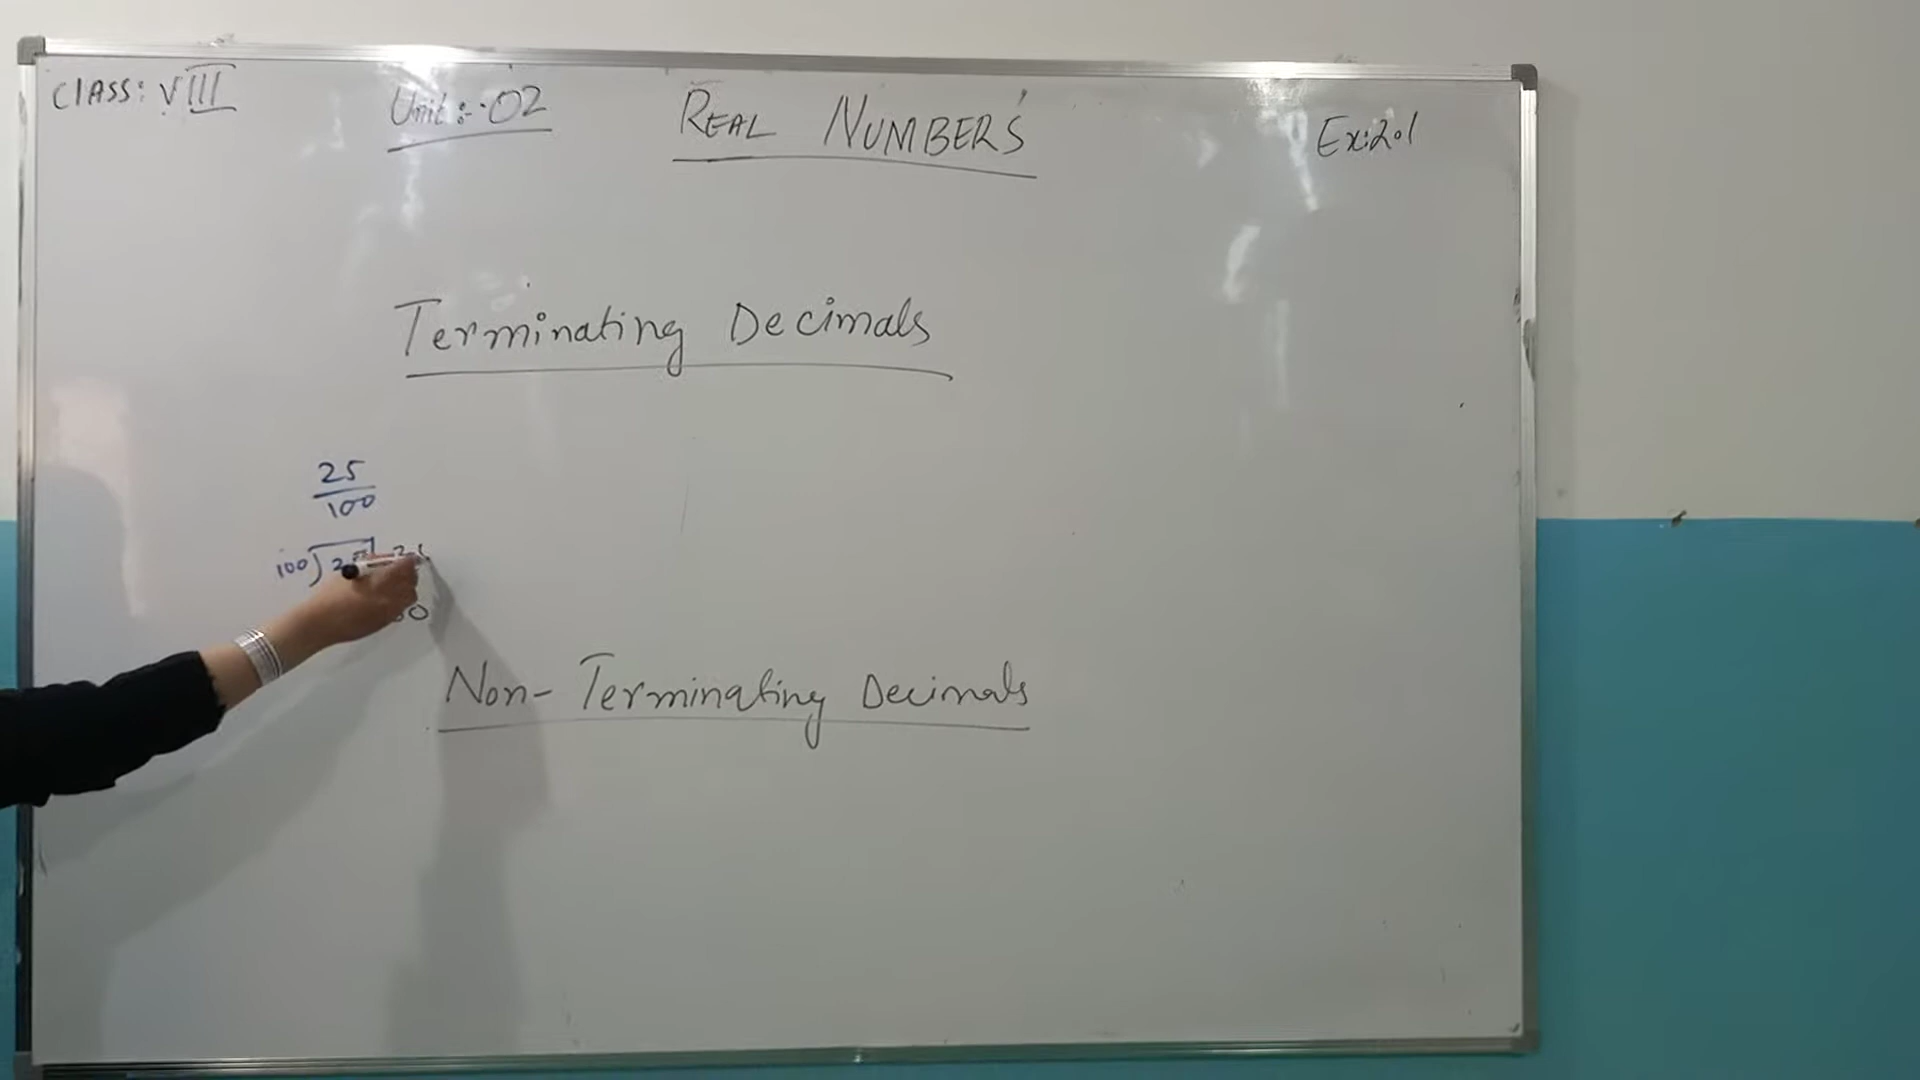 CLASS: VIII
Unit :- 02
REAL NUMBER'S
Ex: 2.1
Terminating Decimals
25
100
100
Non- Terminating Decimals